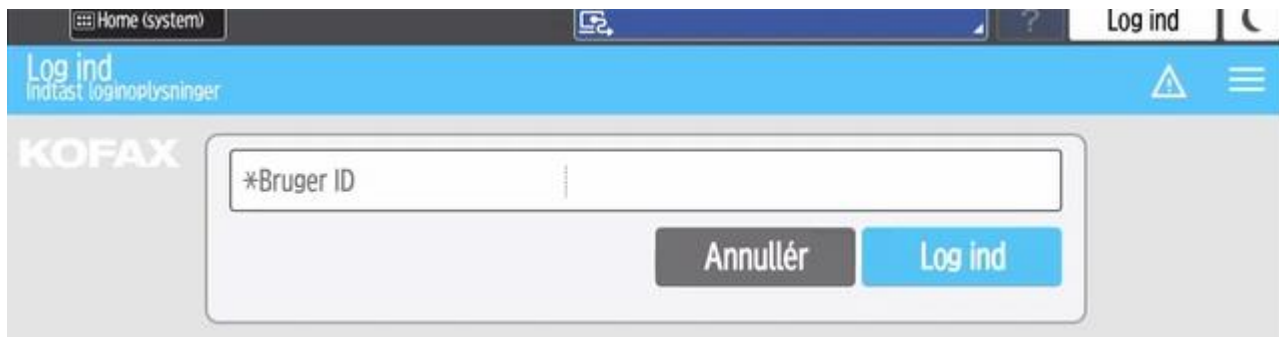 Home (system)
? Log ind
Log ind
Indtast loginoplysninger
KOFAX
*Bruger ID
Annullér Log ind